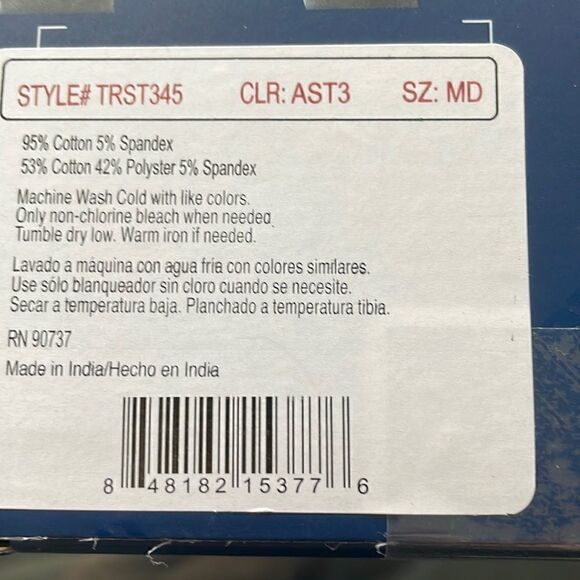 STYLE# TRST345 CLR: AST3 SZ: MD
95% Cotton 5% Spandex
53% Cotton 42% Polyster 5% Spandex
Machine Wash Cold with like colors.
Only non-chlorine bleach when needed.
Tumble dry low. Warm iron if needed.
Lavado a máquina con agua fría con colores similares.
Use sólo blanqueador sin cloro cuando se necesite.
Secar a temperatura baja. Planchado a temperatura tibia.
RN 90737
Made in India/Hecho en India
8 48182 15377 6